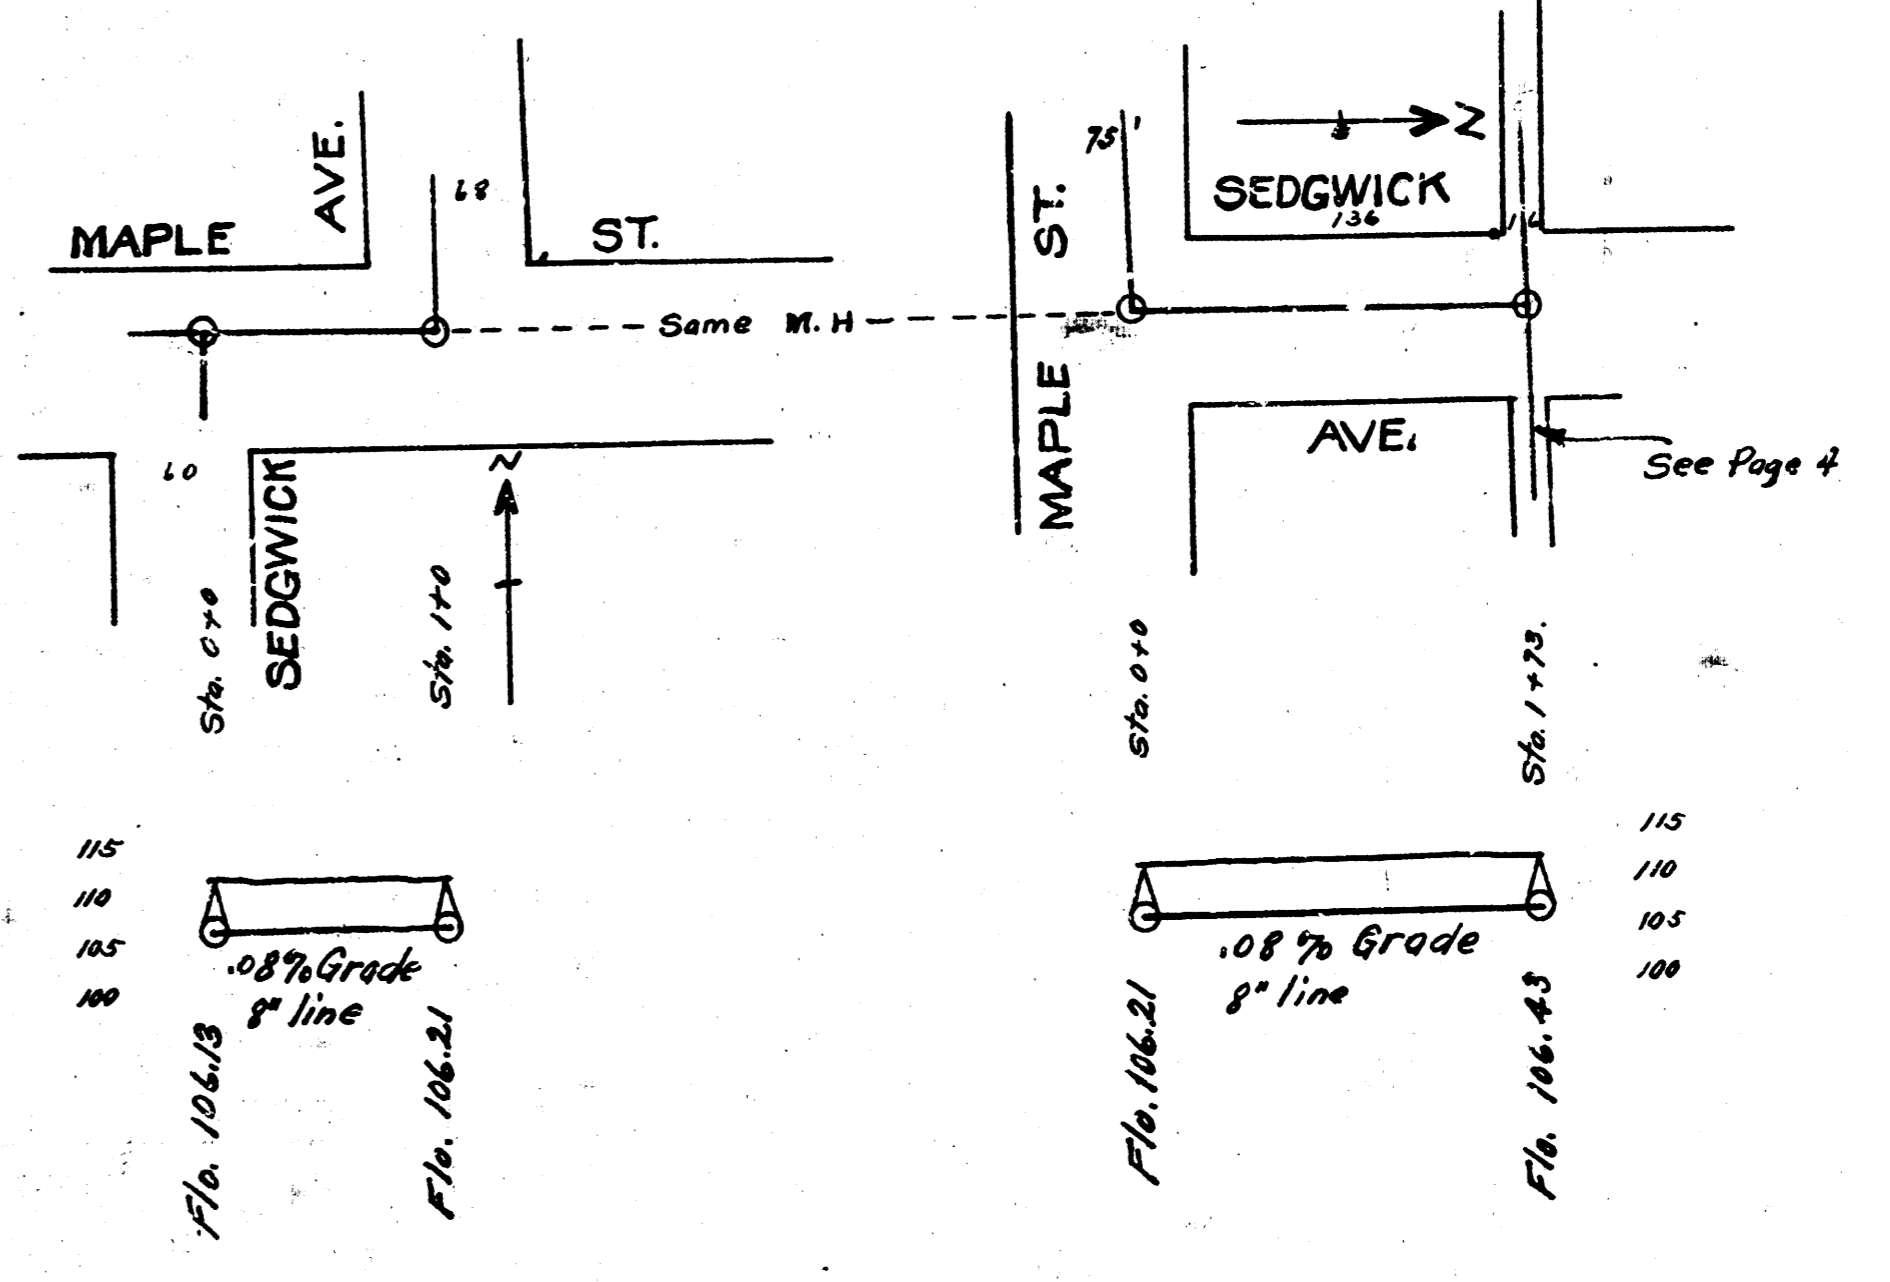 MAPLE
AVE.
68
ST.
60
SEDGWICK
N
Sta. 0+0
Sta. 1+0
Same M.H
115
110
105
100
.08% Grade
8" line
Flo. 106.13
Flo. 106.21
MAPLE ST.
75'
N
SEDGWICK
136
16
AVE.
See Page 4
Sta. 0+0
Sta. 1+73.
115
110
105
100
.08% Grade
8" line
Flo. 106.21
Flo. 106.43